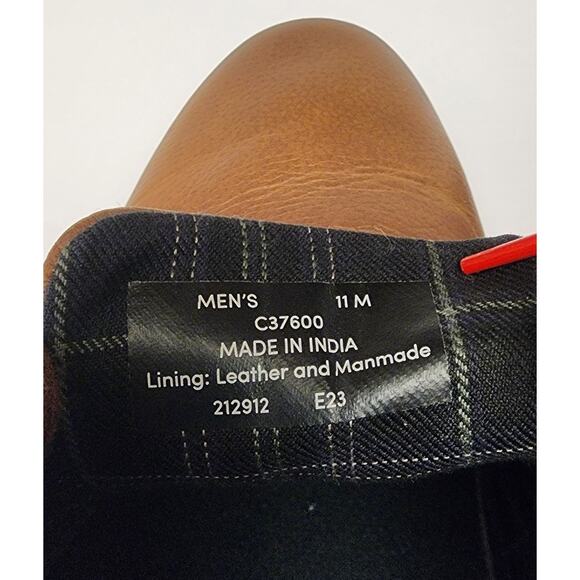 MEN'S 11 M
C37600
MADE IN INDIA
Lining: Leather and Manmade
212912 E23